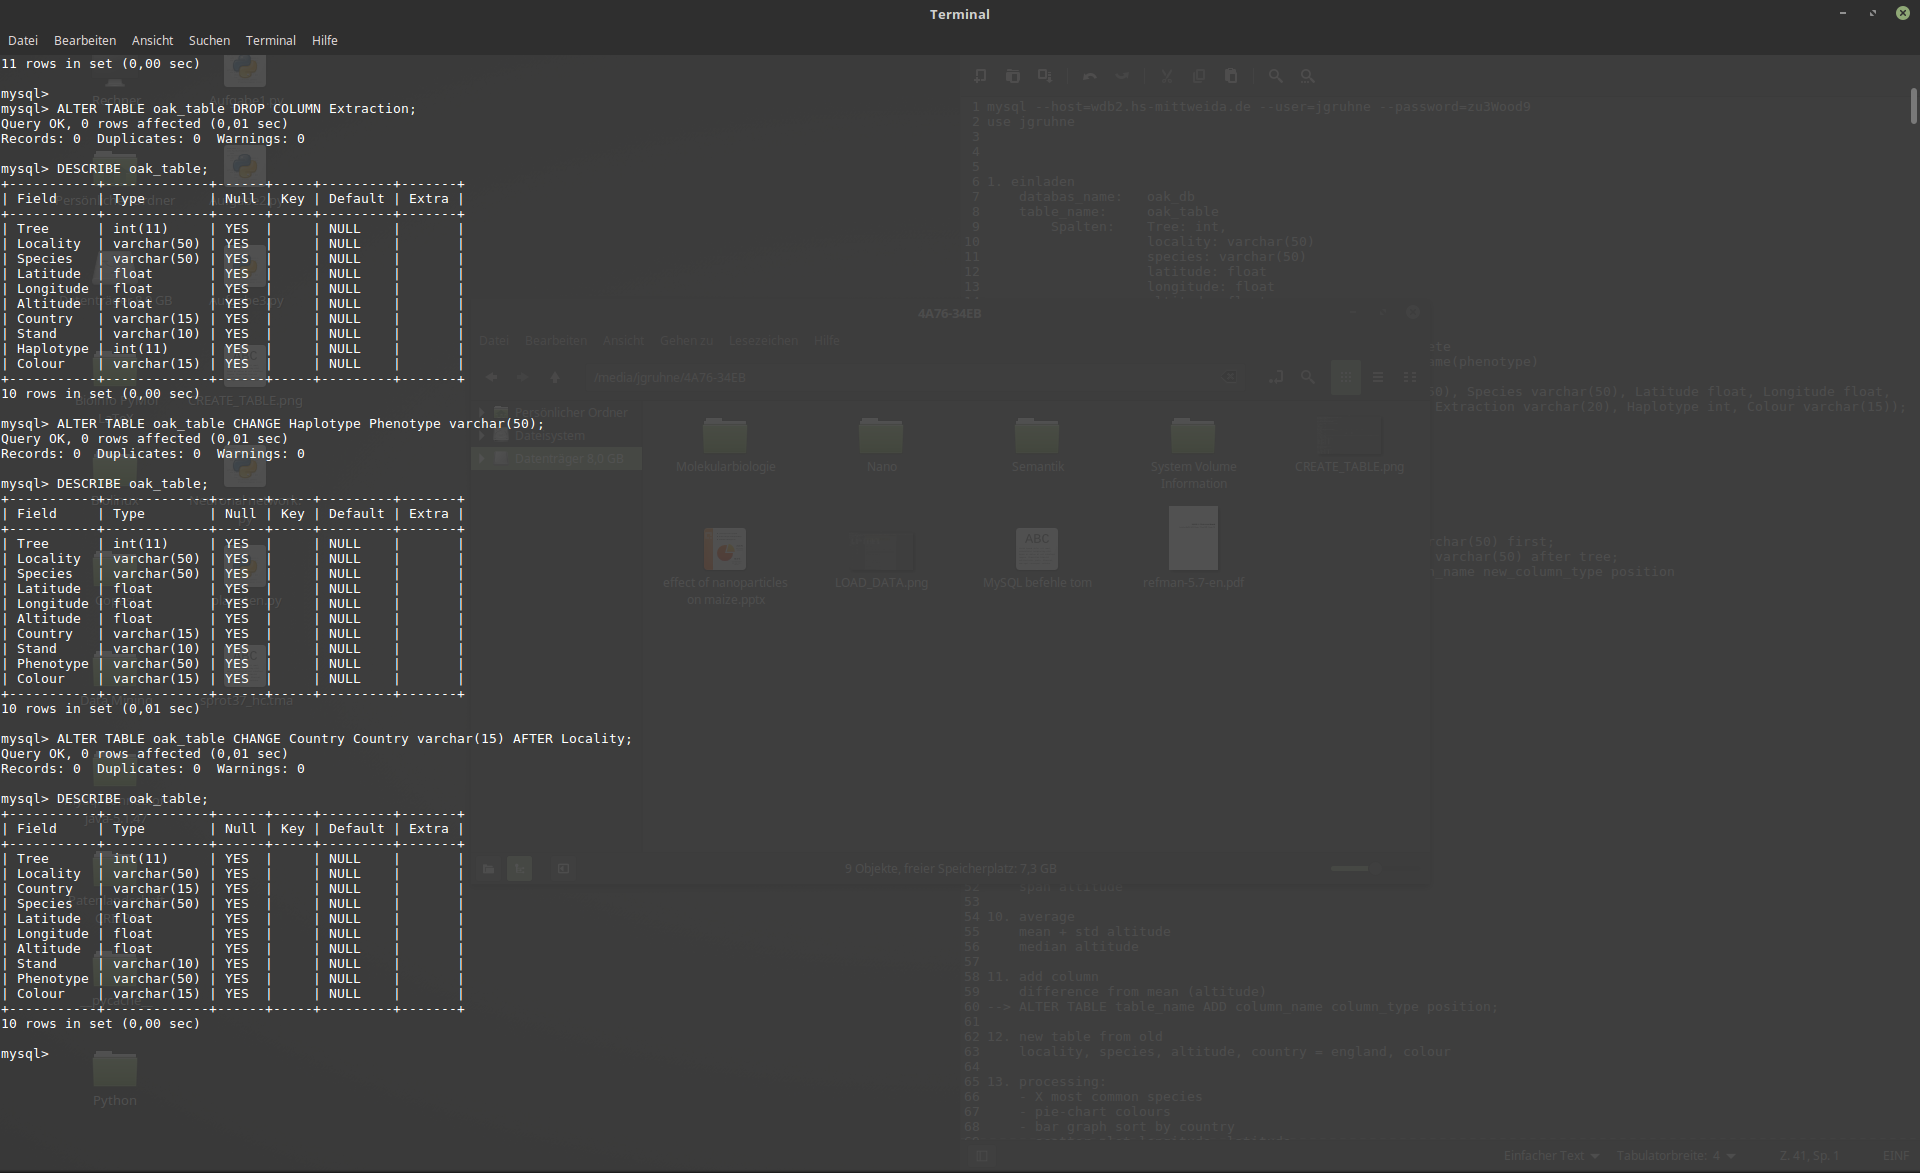 Terminal
Datei Bearbeiten Ansicht Suchen Terminal Hilfe
11 rows in set (0,00 sec)
mysql>
mysql> ALTER TABLE oak_table DROP COLUMN Extraction;
Query OK, 0 rows affected (0,01 sec)
Records: 0  Duplicates: 0  Warnings: 0
mysql> DESCRIBE oak_table;
+-----------+-------------+------+-----+---------+-------+
| Field     | Type        | Null | Key | Default | Extra |
+-----------+-------------+------+-----+---------+-------+
| Tree      | int(11)     | YES  |     | NULL    |       |
| Locality  | varchar(50) | YES  |     | NULL    |       |
| Species   | varchar(50) | YES  |     | NULL    |       |
| Latitude  | float       | YES  |     | NULL    |       |
| Longitude | float       | YES  |     | NULL    |       |
| Altitude  | float       | YES  |     | NULL    |       |
| Country   | varchar(15) | YES  |     | NULL    |       |
| Stand     | varchar(10) | YES  |     | NULL    |       |
| Haplotype | int(11)     | YES  |     | NULL    |       |
| Colour    | varchar(15) | YES  |     | NULL    |       |
+-----------+-------------+------+-----+---------+-------+
10 rows in set (0,00 sec)
mysql> ALTER TABLE oak_table CHANGE Haplotype Phenotype varchar(50);
Query OK, 0 rows affected (0,01 sec)
Records: 0  Duplicates: 0  Warnings: 0
mysql> DESCRIBE oak_table;
+-----------+-------------+------+-----+---------+-------+
| Field     | Type        | Null | Key | Default | Extra |
+-----------+-------------+------+-----+---------+-------+
| Tree      | int(11)     | YES  |     | NULL    |       |
| Locality  | varchar(50) | YES  |     | NULL    |       |
| Species   | varchar(50) | YES  |     | NULL    |       |
| Latitude  | float       | YES  |     | NULL    |       |
| Longitude | float       | YES  |     | NULL    |       |
| Altitude  | float       | YES  |     | NULL    |       |
| Country   | varchar(15) | YES  |     | NULL    |       |
| Stand     | varchar(10) | YES  |     | NULL    |       |
| Phenotype | varchar(50) | YES  |     | NULL    |       |
| Colour    | varchar(15) | YES  |     | NULL    |       |
+-----------+-------------+------+-----+---------+-------+
10 rows in set (0,01 sec)
mysql> ALTER TABLE oak_table CHANGE Country Country varchar(15) AFTER Locality;
Query OK, 0 rows affected (0,01 sec)
Records: 0  Duplicates: 0  Warnings: 0
mysql> DESCRIBE oak_table;
+-----------+-------------+------+-----+---------+-------+
| Field     | Type        | Null | Key | Default | Extra |
+-----------+-------------+------+-----+---------+-------+
| Tree      | int(11)     | YES  |     | NULL    |       |
| Locality  | varchar(50) | YES  |     | NULL    |       |
| Country   | varchar(15) | YES  |     | NULL    |       |
| Species   | varchar(50) | YES  |     | NULL    |       |
| Latitude  | float       | YES  |     | NULL    |       |
| Longitude | float       | YES  |     | NULL    |       |
| Altitude  | float       | YES  |     | NULL    |       |
| Stand     | varchar(10) | YES  |     | NULL    |       |
| Phenotype | varchar(50) | YES  |     | NULL    |       |
| Colour    | varchar(15) | YES  |     | NULL    |       |
+-----------+-------------+------+-----+---------+-------+
10 rows in set (0,00 sec)
mysql>
CREATE_TABLE.png
Python
1 mysql --host=wdb2.hs-mittweida.de --user=jgruhne --password=zu3Wood9
2 use jgruhne
3
4
5
6 1. einladen
7 databas_name: oak_db
8 table_name: oak_table
9 Spalten: Tree: int,
10 locality: varchar(50)
11 species: varchar(50)
12 latitude: float
13 longitude: float
4A76-34EB
Datei Bearbeiten Ansicht Gehen zu Lesezeichen Hilfe
me(phenotype)
/media/jgruhne/4A76-34EB
0), Species varchar(50), Latitude float, Longitude float,
Extraction varchar(20), Haplotype int, Colour varchar(15));
Persönlicher Ordner
Dateisystem
Datenträger 8,0 GB
Molekularbiologie
Nano
Semantik
System Volume Information
CREATE_TABLE.png
rchar(50) first;
varchar(50) after tree;
_name new_column_type position
effect of nanoparticles on maize.pptx
LOAD_DATA.png
MySQL befehle tom
refman-5.7-en.pdf
9 Objekte, freier Speicherplatz: 7,3 GB
52 span altitude
53
54 10. average
55 mean + std altitude
56 median altitude
57
58 11. add column
59 difference from mean (altitude)
60 --> ALTER TABLE table_name ADD column_name column_type position;
61
62 12. new table from old
63 locality, species, altitude, country = england, colour
64
65 13. processing:
66 - X most common species
67 - pie-chart colours
68 - bar graph sort by country
Einfacher Text Tabulatorbreite: 4 Z. 41, Sp. 1 EINF